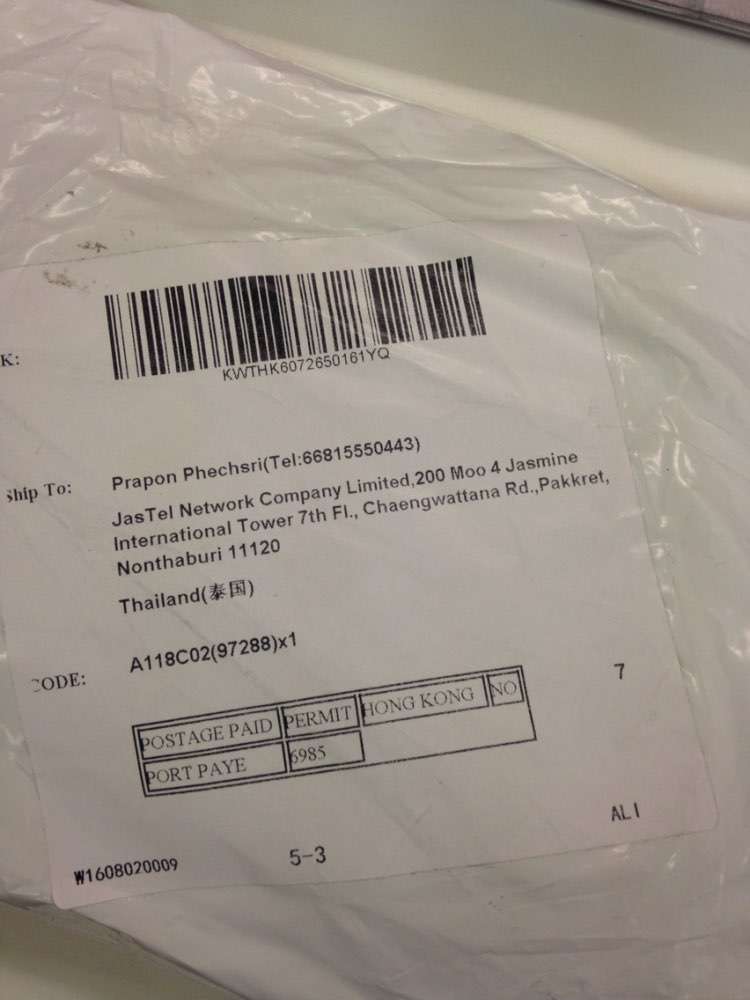 K:
KWTHK6072650161YQ
Ship To:
Prapon Phechsri(Tel:66815550443)
JasTel Network Company Limited,200 Moo 4 Jasmine
International Tower 7th Fl., Chaengwattana Rd.,Pakkret,
Nonthaburi 11120
Thailand(泰国)
CODE:
A118C02(97288)x1
7
POSTAGE PAID PERMIT HONG KONG NO
PORT PAYE 6985
ALI
W1608020009
5-3